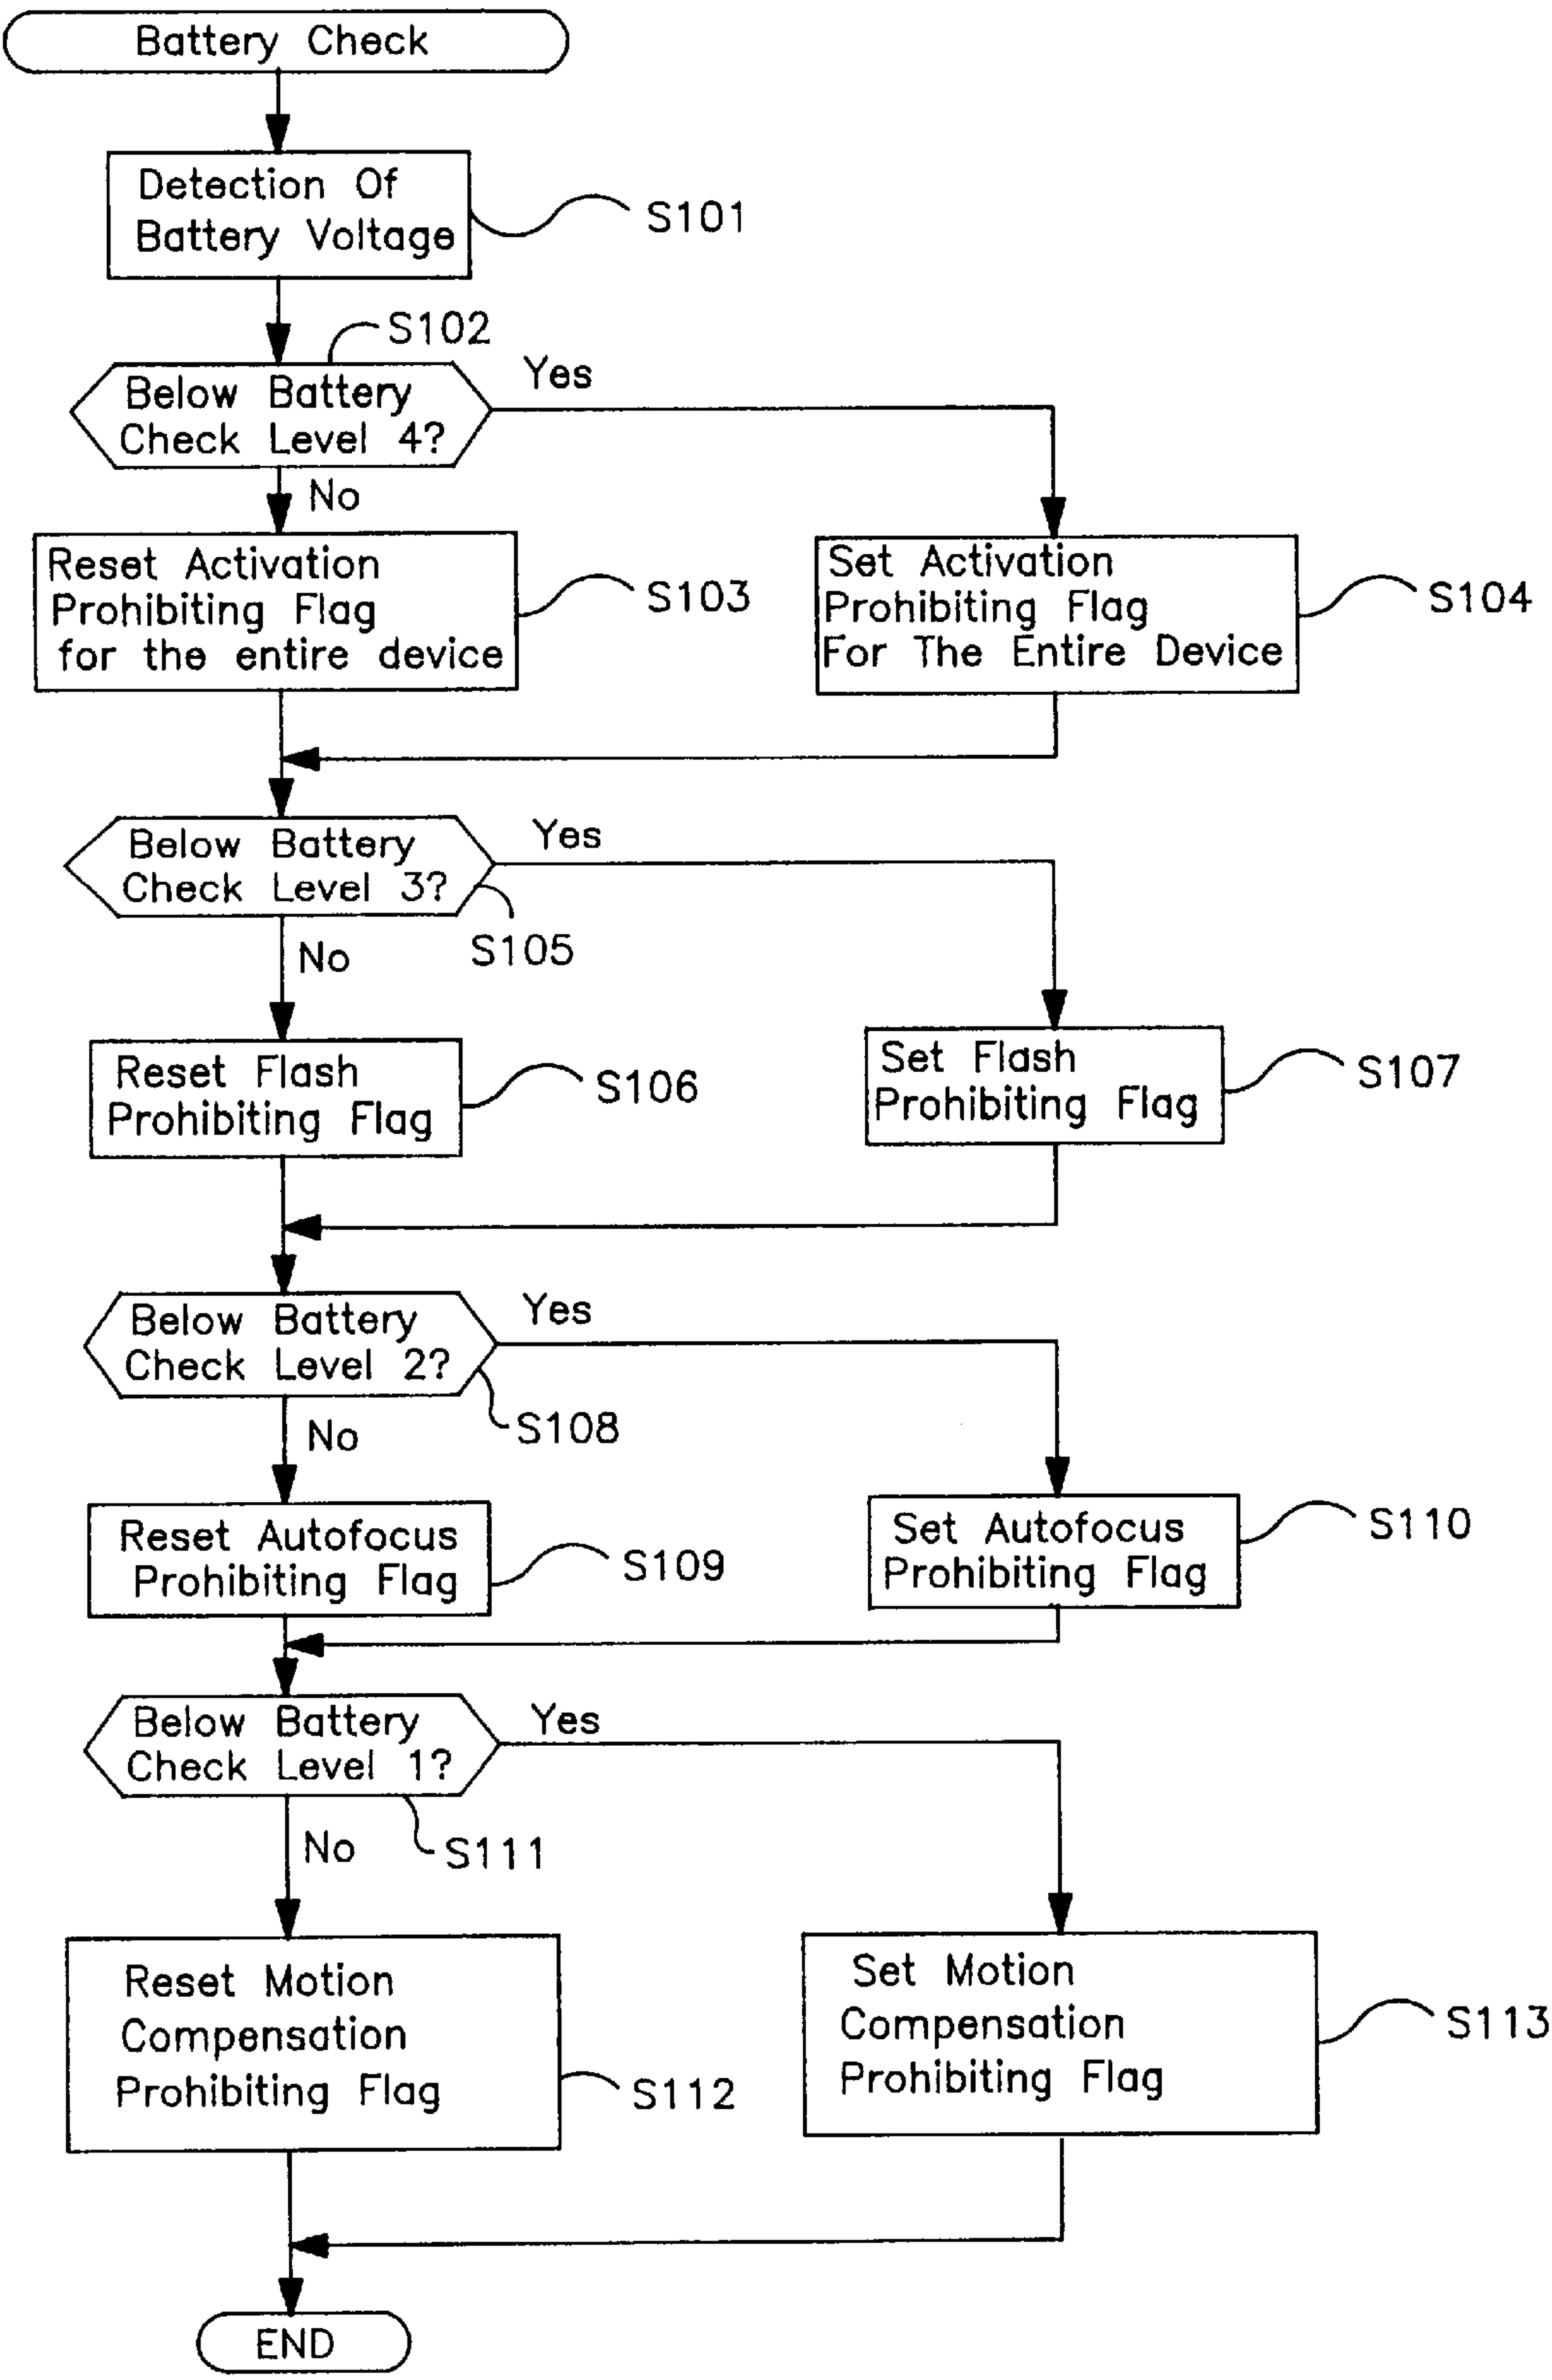 Battery Check
Detection Of
Battery Voltage
S101
S102
Below Battery
Check Level 4?
Yes
No
Reset Activation
Prohibiting Flag
for the entire device
S103
Set Activation
Prohibiting Flag
For The Entire Device
S104
Below Battery
Check Level 3?
Yes
S105
No
Reset Flash
Prohibiting Flag
S106
Set Flash
Prohibiting Flag
S107
Below Battery
Check Level 2?
Yes
S108
No
Reset Autofocus
Prohibiting Flag
S109
Set Autofocus
Prohibiting Flag
S110
Below Battery
Check Level 1?
Yes
S111
No
Reset Motion
Compensation
Prohibiting Flag
S112
Set Motion
Compensation
Prohibiting Flag
S113
END